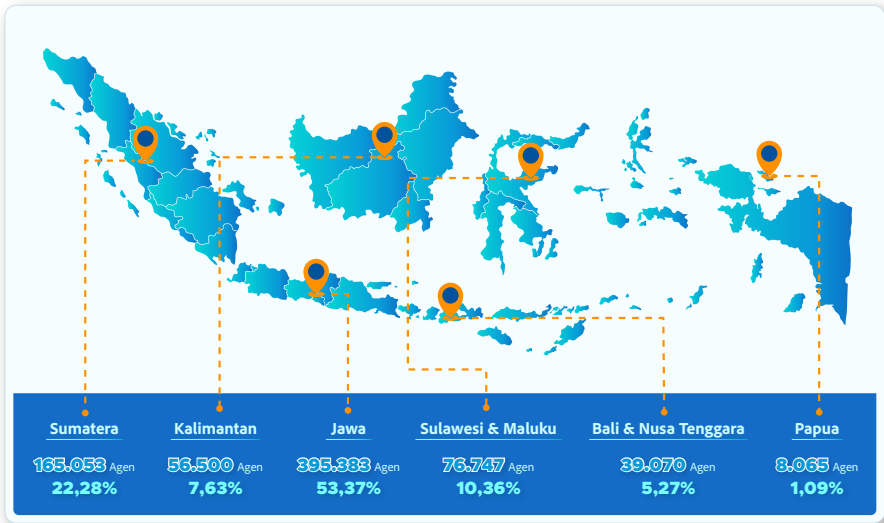 Sumatera
165.053 Agen
22,28%
Kalimantan
56.500 Agen
7,63%
Jawa
395.383 Agen
53,37%
Sulawesi & Maluku
76.747 Agen
10,36%
Bali & Nusa Tenggara
39.070 Agen
5,27%
Papua
8.065 Agen
1,09%